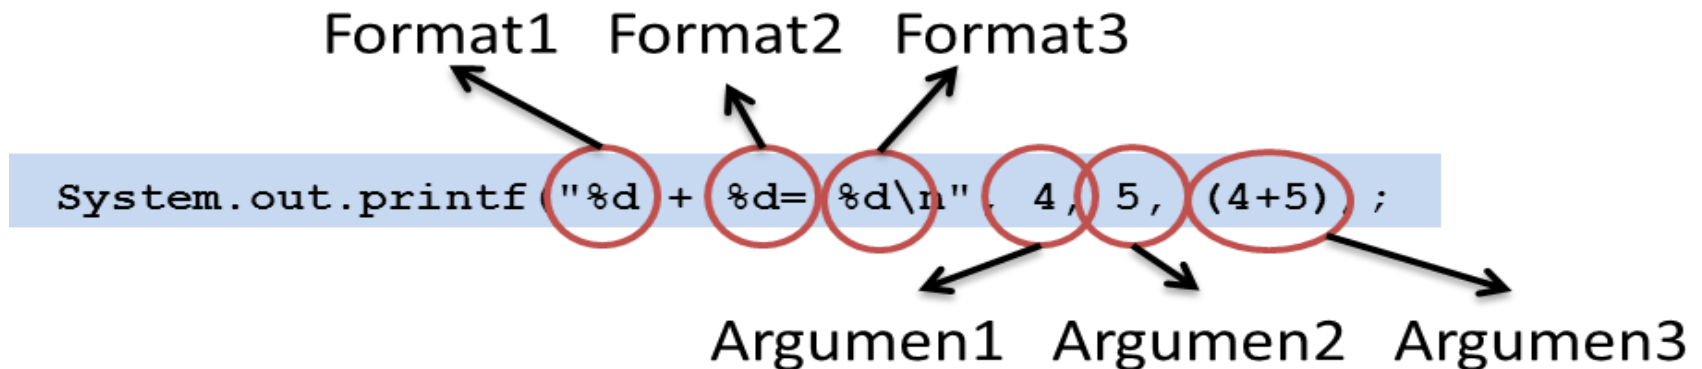 Format1 Format2 Format3
System.out.printf("%d + %d= %d\n", 4, 5, (4+5));
Argumen1 Argumen2 Argumen3